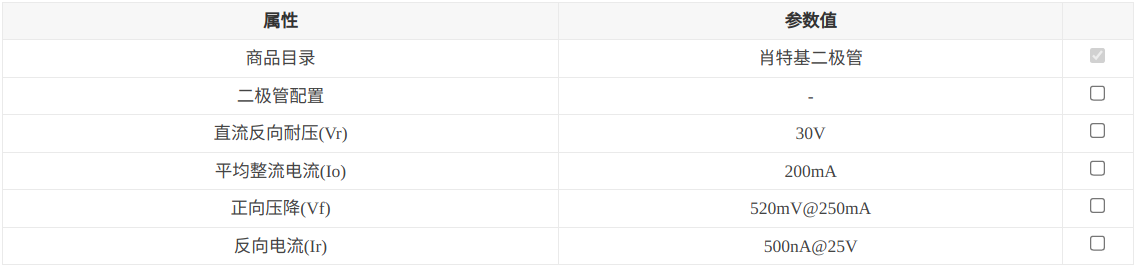 属性 参数值
商品目录 肖特基二极管
二极管配置 -
直流反向耐压(Vr) 30V
平均整流电流(Io) 200mA
正向压降(Vf) 520mV@250mA
反向电流(Ir) 500nA@25V